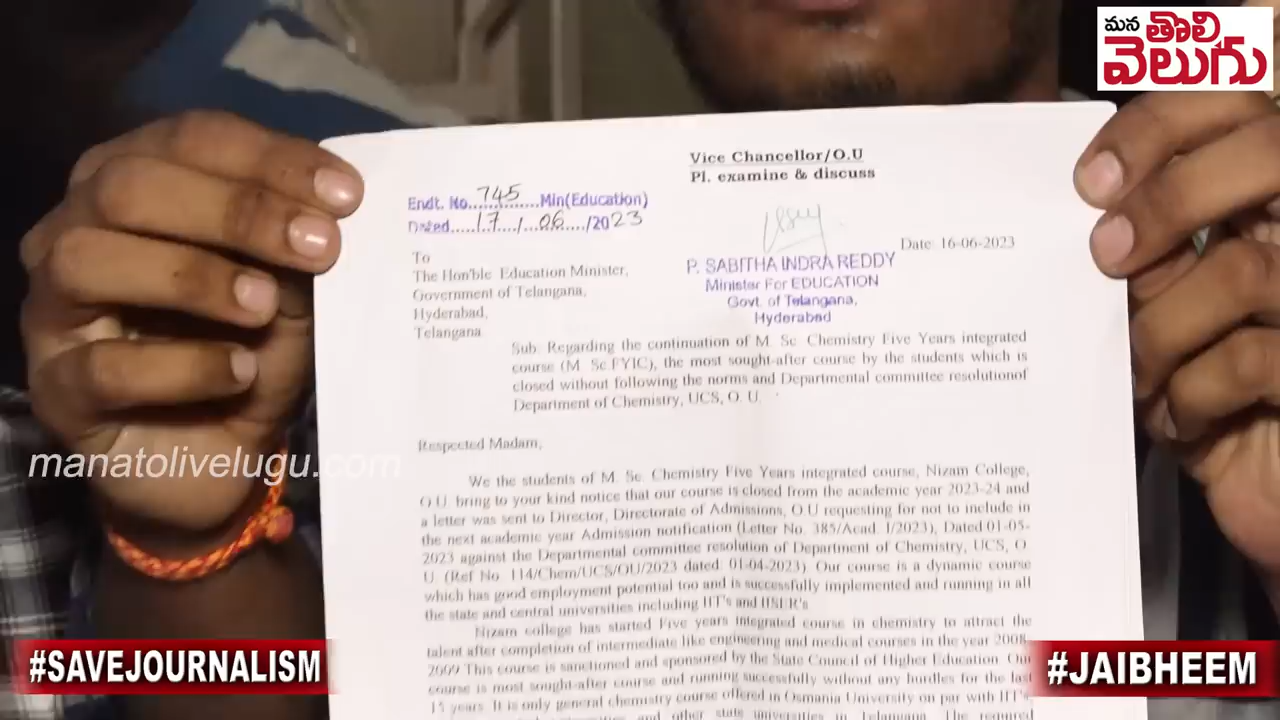 మన తొలి
వెలుగు
Vice Chancellor/O.U
Pl. examine & discuss
Endt. No. 745 Min(Education)
Dated 17/06/2023
Date: 16-06-2023
P. SABITHA INDRA REDDY
Minister For EDUCATION
Govt. of Telangana,
Hyderabad
To
The Hon'ble Education Minister,
Government of Telangana,
Hyderabad,
Telangana
Sub: Regarding the continuation of M. Sc. Chemistry Five Years integrated
course (M. Sc.FYIC), the most sought-after course by the students which is
closed without following the norms and Departmental committee resolutionof
Department of Chemistry, UCS, O. U.
Respected Madam,
We the students of M. Sc. Chemistry Five Years integrated course, Nizam College,
O.U. bring to your kind notice that our course is closed from the academic year 2023-24 and
a letter was sent to Director, Directorate of Admissions, O.U requesting for not to include in
the next academic year Admission notification (Letter No. 385/Acad. I/2023), Dated 01-05-
2023 against the Departmental committee resolution of Department of Chemistry, UCS, O.
U (Ref No. 114/Chem/UCS/OU/2023 dated: 01-04-2023). Our course is a dynamic course
which has good employment potential too and is successfully implemented and running in all
the state and central universities including IIT's and IISER's
Nizam college has started Five years integrated course in chemistry to attract the
talent after completion of intermediate like engineering and medical courses in the year 2008-
2009 This course is sanctioned and sponsored by the State Council of Higher Education. Our
course is most sought-after course and running successfully without any hurdles for the last
15 years. It is only general chemistry course offered in Osmania University on par with IIT's
and other state universities in Telangana. The required
manatolivelugu.com
#SAVEJOURNALISM
#JAIBHEEM